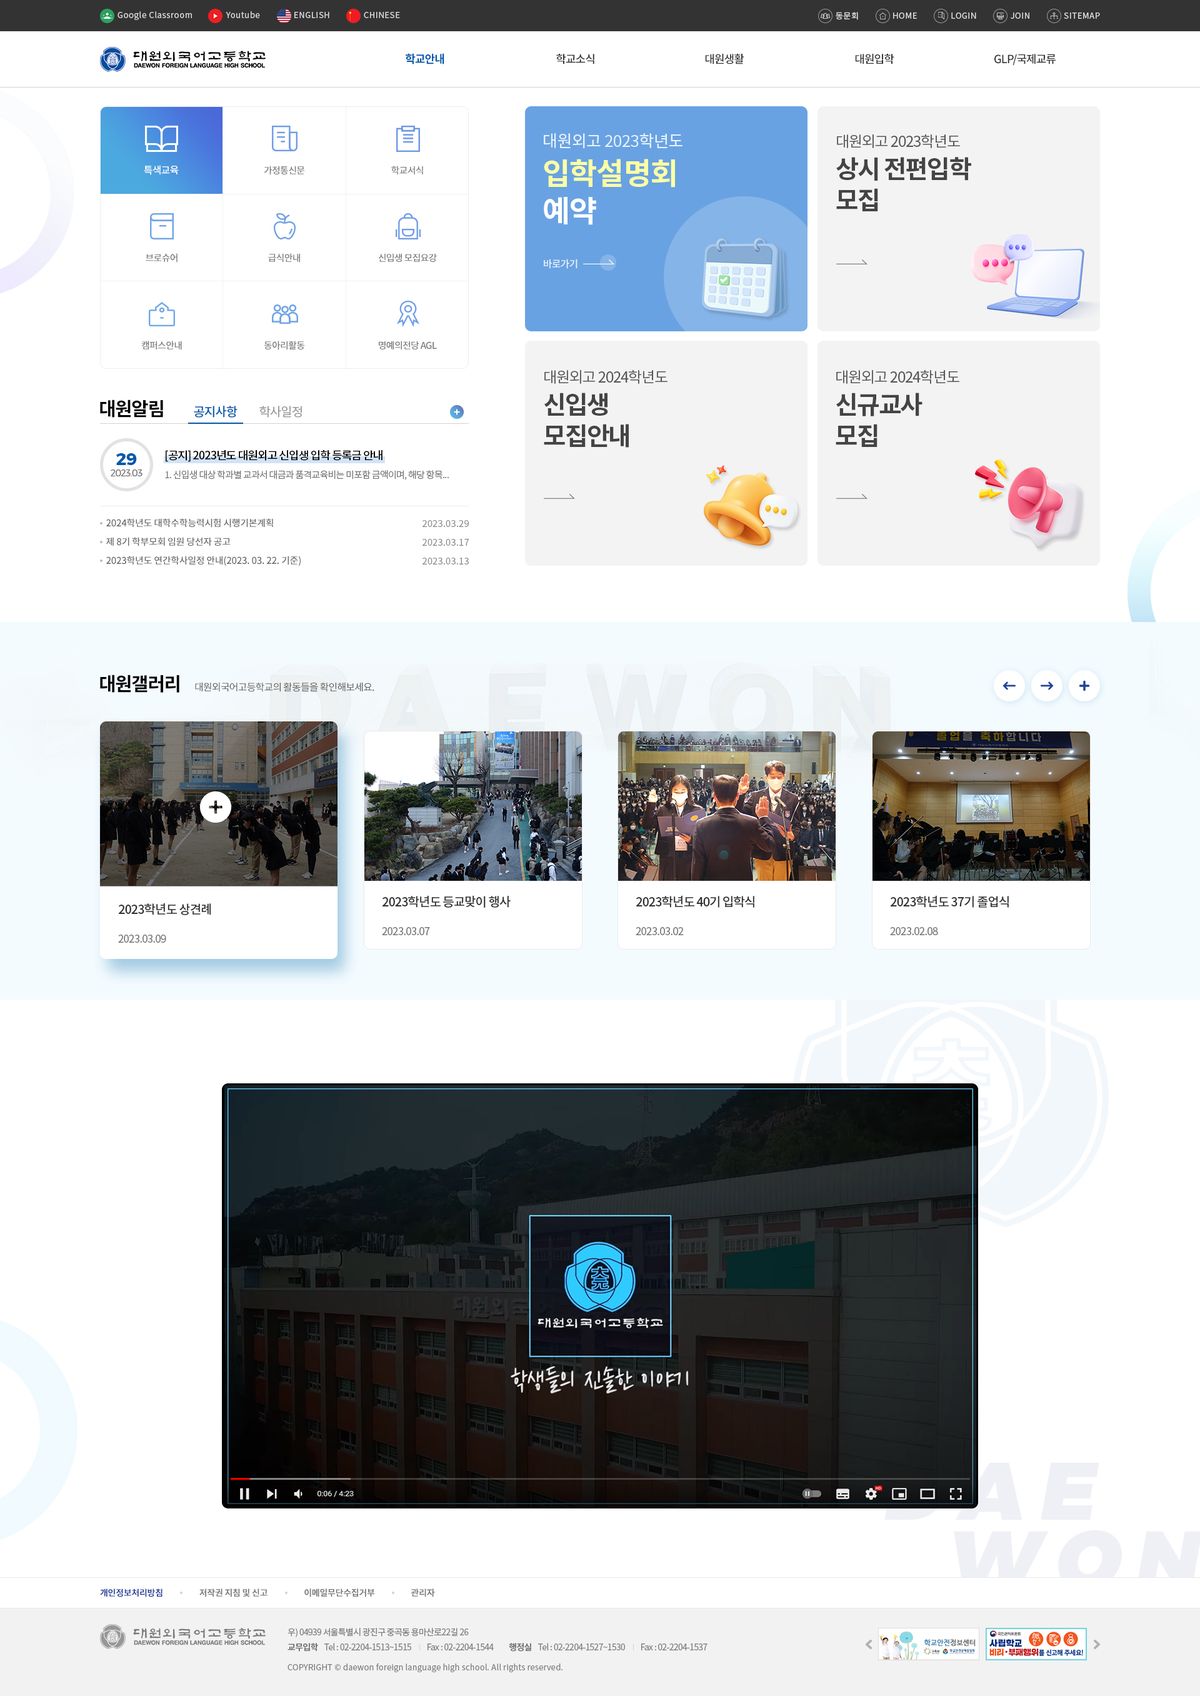 Google Classroom Youtube ENGLISH CHINESE
동문회 HOME LOGIN JOIN SITEMAP
대원외국어고등학교
DAEWON FOREIGN LANGUAGE HIGH SCHOOL
학교안내 학교소식 대원생활 대원입학 GLP/국제교류
특색교육 가정통신문 학교서식
브로슈어 급식안내 신입생 모집요강
캠퍼스안내 동아리활동 명예의전당 AGL
대원외고 2023학년도
입학설명회
예약
바로가기
대원외고 2023학년도
상시 전편입학
모집
대원외고 2024학년도
신입생
모집안내
대원외고 2024학년도
신규교사
모집
대원알림 공지사항 학사일정
29
2023.03
[공지] 2023년도 대원외고 신입생 입학 등록금 안내
1. 신입생 대상 학과별 교과서 대금과 품격교육비는 미포함 금액이며, 해당 항목...
2024학년도 대학수학능력시험 시행기본계획 2023.03.29
제 8기 학부모회 임원 당선자 공고 2023.03.17
2023학년도 연간학사일정 안내(2023. 03. 22. 기준) 2023.03.13
DAEWON
대원갤러리 대원외국어고등학교의 활동들을 확인해보세요.
졸업을 축하합니다
2023학년도 상견례
2023.03.09
2023학년도 등교맞이 행사
2023.03.07
2023학년도 40기 입학식
2023.03.02
2023학년도 37기 졸업식
2023.02.08
대원외국어고등학교
학생들의 진솔한 이야기
0:06 / 4:23
DAE
WON
개인정보처리방침 저작권 지침 및 신고 이메일무단수집거부 관리자
대원외국어고등학교
DAEWON FOREIGN LANGUAGE HIGH SCHOOL
우) 04939 서울특별시 광진구 중곡동 용마산로22길 26
교무입학 Tel : 02-2204-1513~1515 Fax : 02-2204-1544 행정실 Tel : 02-2204-1527~1530 Fax : 02-2204-1537
COPYRIGHT © daewon foreign language high school. All rights reserved.
학교안전정보센터
사립학교
비리·부패행위를 신고해 주세요!